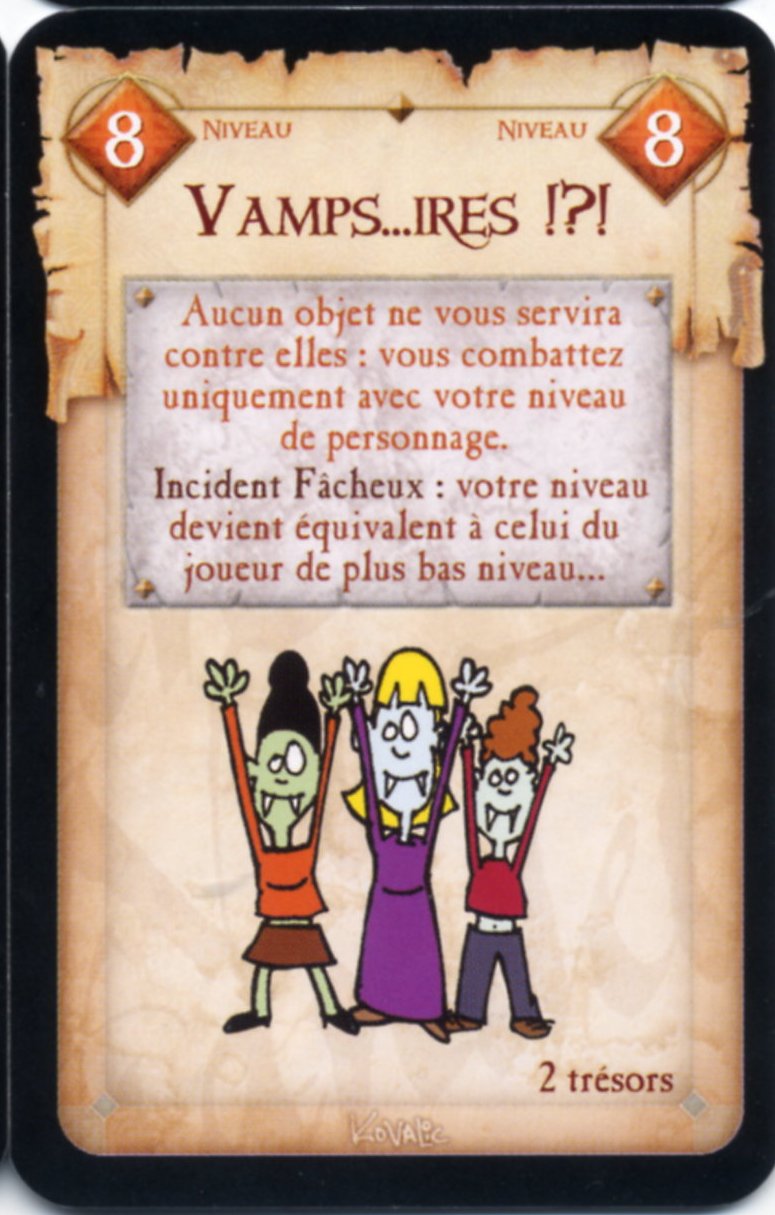 8 NIVEAU NIVEAU 8
VAMPS...IRES !?!
Aucun objet ne vous servira
contre elles : vous combattez
uniquement avec votre niveau
de personnage.
Incident Fâcheux : votre niveau
devient équivalent à celui du
joueur de plus bas niveau...
2 trésors
KOVALIC